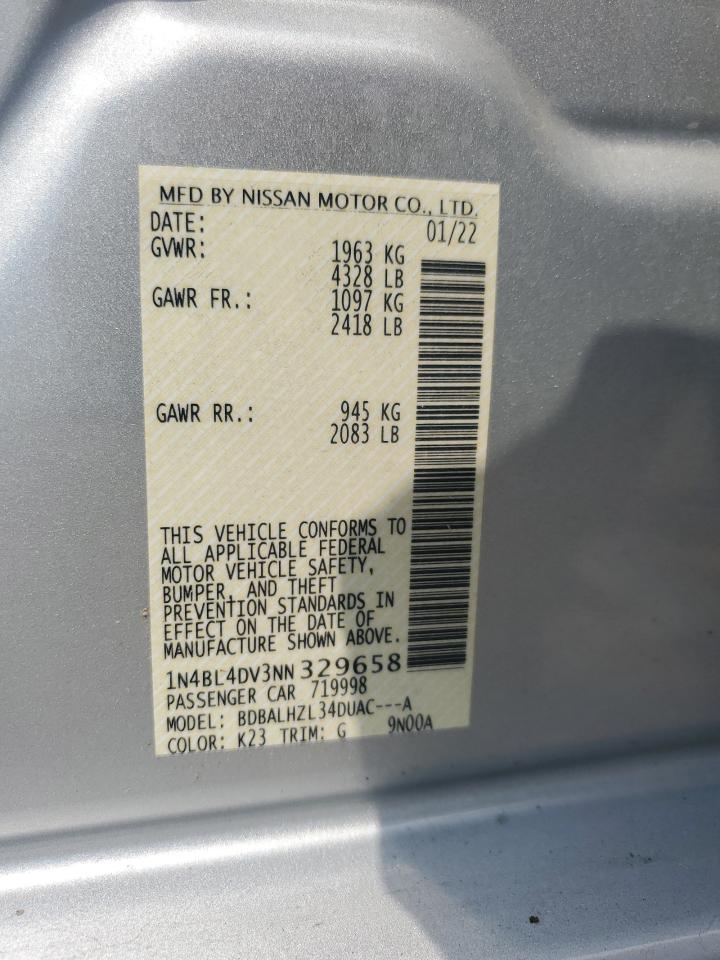 MFD BY NISSAN MOTOR CO., LTD.
DATE: 01/22
GVWR: 1963 KG
4328 LB
GAWR FR.: 1097 KG
2418 LB
GAWR RR.: 945 KG
2083 LB
THIS VEHICLE CONFORMS TO
ALL APPLICABLE FEDERAL
MOTOR VEHICLE SAFETY,
BUMPER, AND THEFT
PREVENTION STANDARDS IN
EFFECT ON THE DATE OF
MANUFACTURE SHOWN ABOVE.
1N4BL4DV3NN329658
PASSENGER CAR 719998
MODEL: BDBALHZL34DUAC---A
COLOR: K23 TRIM: G 9N00A